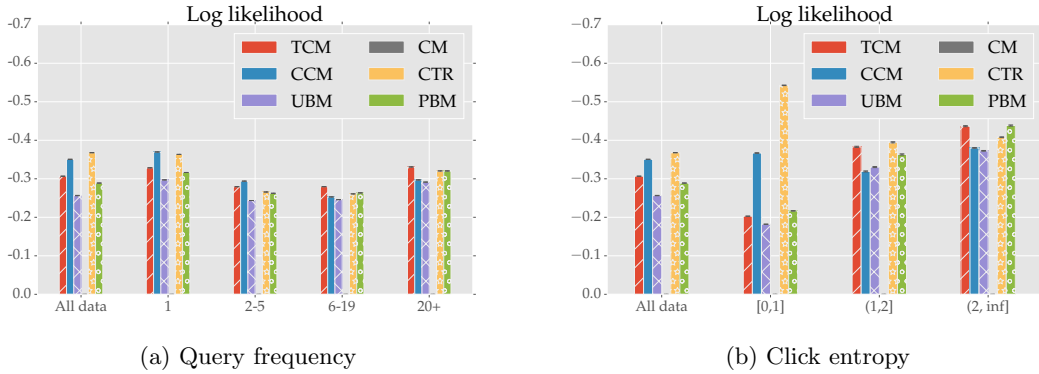 Log likelihood
-0.7
-0.6
-0.5
-0.4
-0.3
-0.2
-0.1
0.0
TCM CM
CCM CTR
UBM PBM
All data 1 2-5 6-19 20+
(a) Query frequency
Log likelihood
−0.7
−0.6
−0.5
−0.4
−0.3
−0.2
−0.1
0.0
TCM CM
CCM CTR
UBM PBM
All data [0,1] (1,2] (2, inf]
(b) Click entropy